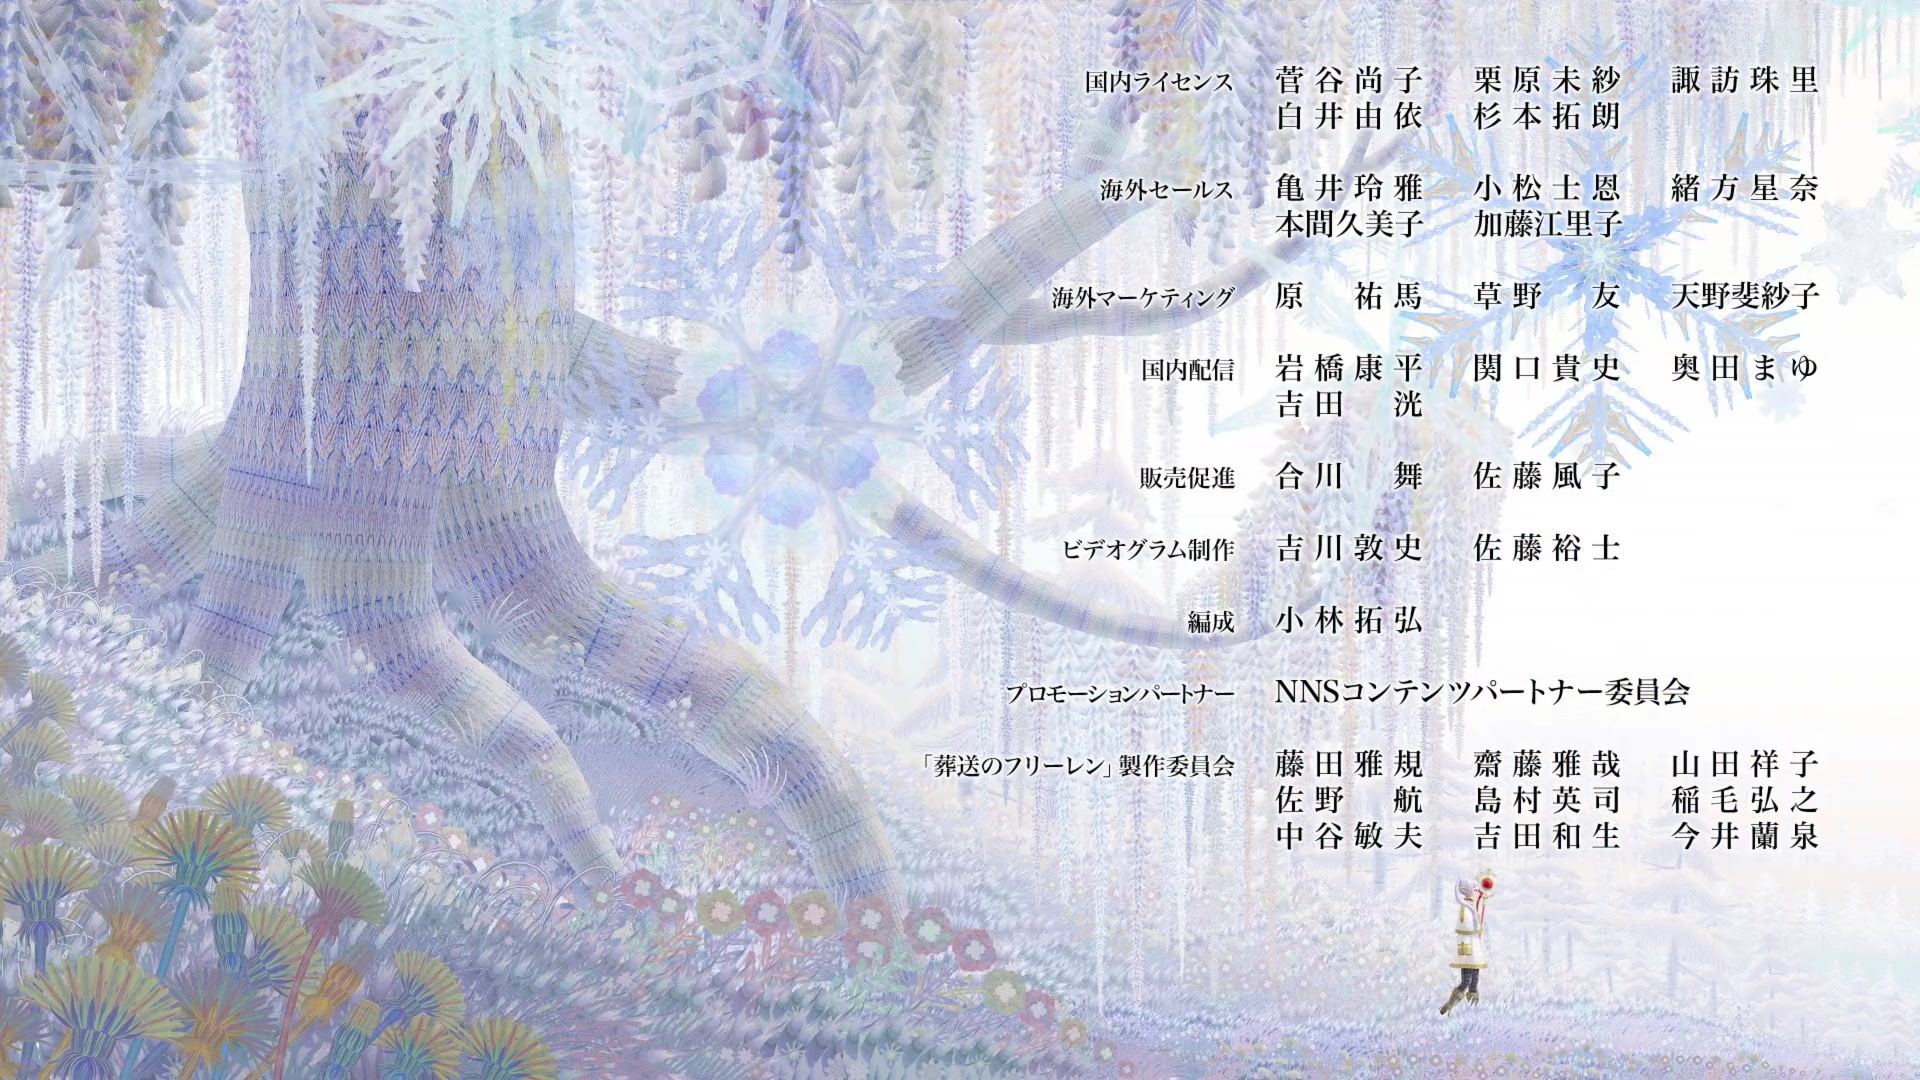 国内ライセンス 菅谷尚子 栗原未紗 諏訪珠里
白井由依 杉本拓朗
海外セールス 亀井玲雅 小松士恩 緒方星奈
本間久美子 加藤江里子
海外マーケティング 原 祐馬 草野 友 天野斐紗子
国内配信 岩橋康平 関口貴史 奥田まゆ
吉田 洸
販売促進 合川 舞 佐藤風子
ビデオグラム制作 吉川敦史 佐藤裕士
編成 小林拓弘
プロモーションパートナー NNSコンテンツパートナー委員会
「葬送のフリーレン」製作委員会 藤田雅規 齋藤雅哉 山田祥子
佐野 航 島村英司 稲毛弘之
中谷敏夫 吉田和生 今井蘭泉